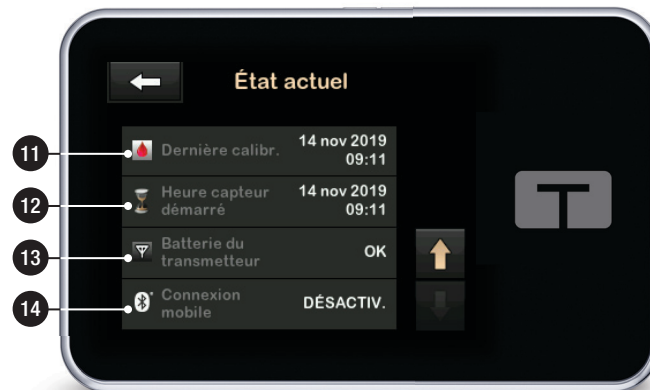 État actuel
11
Dernière calibr.
14 nov 2019
09:11
12
Heure capteur
démarré
14 nov 2019
09:11
13
Batterie du
transmetteur
OK
14
Connexion
mobile
DÉSACTIV.
T